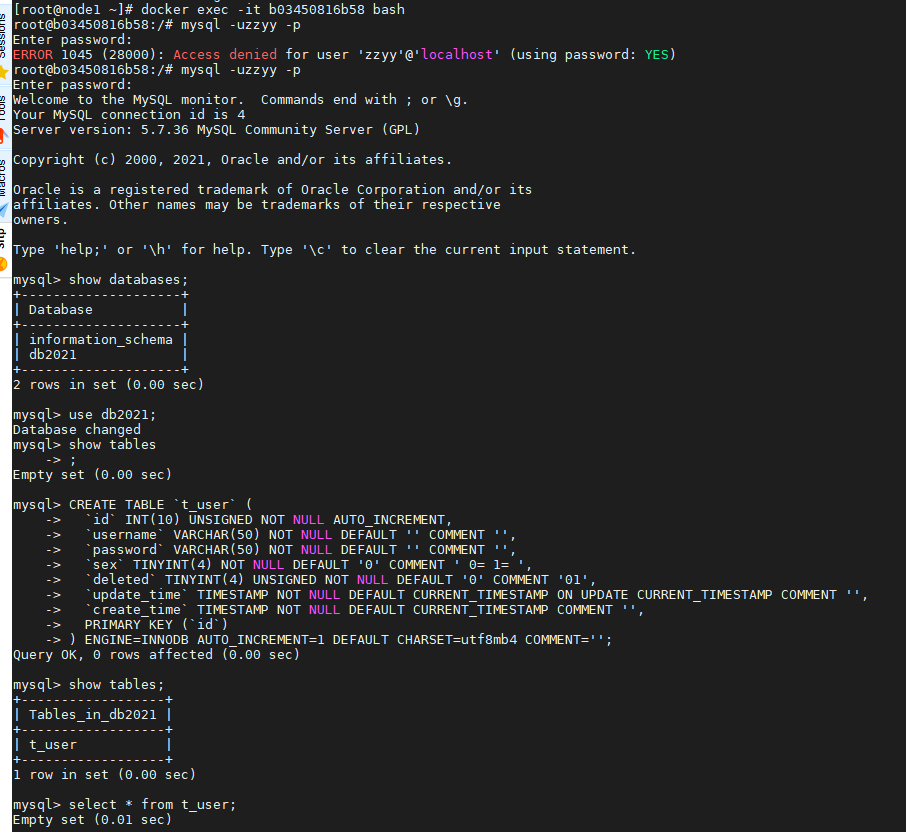 Sessions
Tools
Macros
Sftp
[root@node1 ~]# docker exec -it b03450816b58 bash
root@b03450816b58:/# mysql -uzzyy -p
Enter password:
ERROR 1045 (28000): Access denied for user 'zzyy'@'localhost' (using password: YES)
root@b03450816b58:/# mysql -uzzyy -p
Enter password:
Welcome to the MySQL monitor.  Commands end with ; or \g.
Your MySQL connection id is 4
Server version: 5.7.36 MySQL Community Server (GPL)
Copyright (c) 2000, 2021, Oracle and/or its affiliates.
Oracle is a registered trademark of Oracle Corporation and/or its
affiliates. Other names may be trademarks of their respective
owners.
Type 'help;' or '\h' for help. Type '\c' to clear the current input statement.
mysql> show databases;
+--------------------+
| Database           |
+--------------------+
| information_schema |
| db2021             |
+--------------------+
2 rows in set (0.00 sec)
mysql> use db2021;
Database changed
mysql> show tables
    -> ;
Empty set (0.00 sec)
mysql> CREATE TABLE `t_user` (
    ->   `id` INT(10) UNSIGNED NOT NULL AUTO_INCREMENT,
    ->   `username` VARCHAR(50) NOT NULL DEFAULT '' COMMENT '',
    ->   `password` VARCHAR(50) NOT NULL DEFAULT '' COMMENT '',
    ->   `sex` TINYINT(4) NOT NULL DEFAULT '0' COMMENT ' 0= 1= ',
    ->   `deleted` TINYINT(4) UNSIGNED NOT NULL DEFAULT '0' COMMENT '01',
    ->   `update_time` TIMESTAMP NOT NULL DEFAULT CURRENT_TIMESTAMP ON UPDATE CURRENT_TIMESTAMP COMMENT '',
    ->   `create_time` TIMESTAMP NOT NULL DEFAULT CURRENT_TIMESTAMP COMMENT '',
    ->   PRIMARY KEY (`id`)
    -> ) ENGINE=INNODB AUTO_INCREMENT=1 DEFAULT CHARSET=utf8mb4 COMMENT='';
Query OK, 0 rows affected (0.00 sec)
mysql> show tables;
+------------------+
| Tables_in_db2021 |
+------------------+
| t_user           |
+------------------+
1 row in set (0.00 sec)
mysql> select * from t_user;
Empty set (0.01 sec)